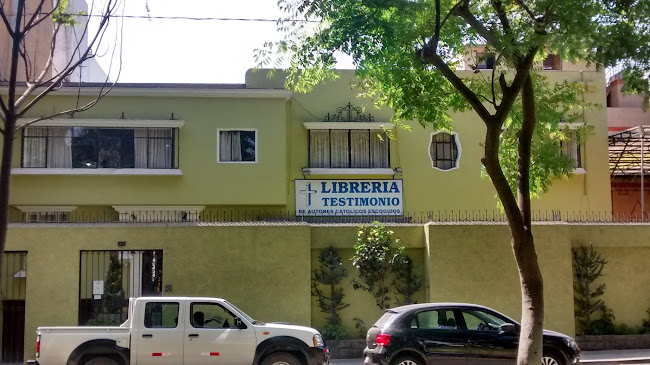 LIBRERIA
TESTIMONIO
DE AUTORES CATOLICOS ESCOGIDOS